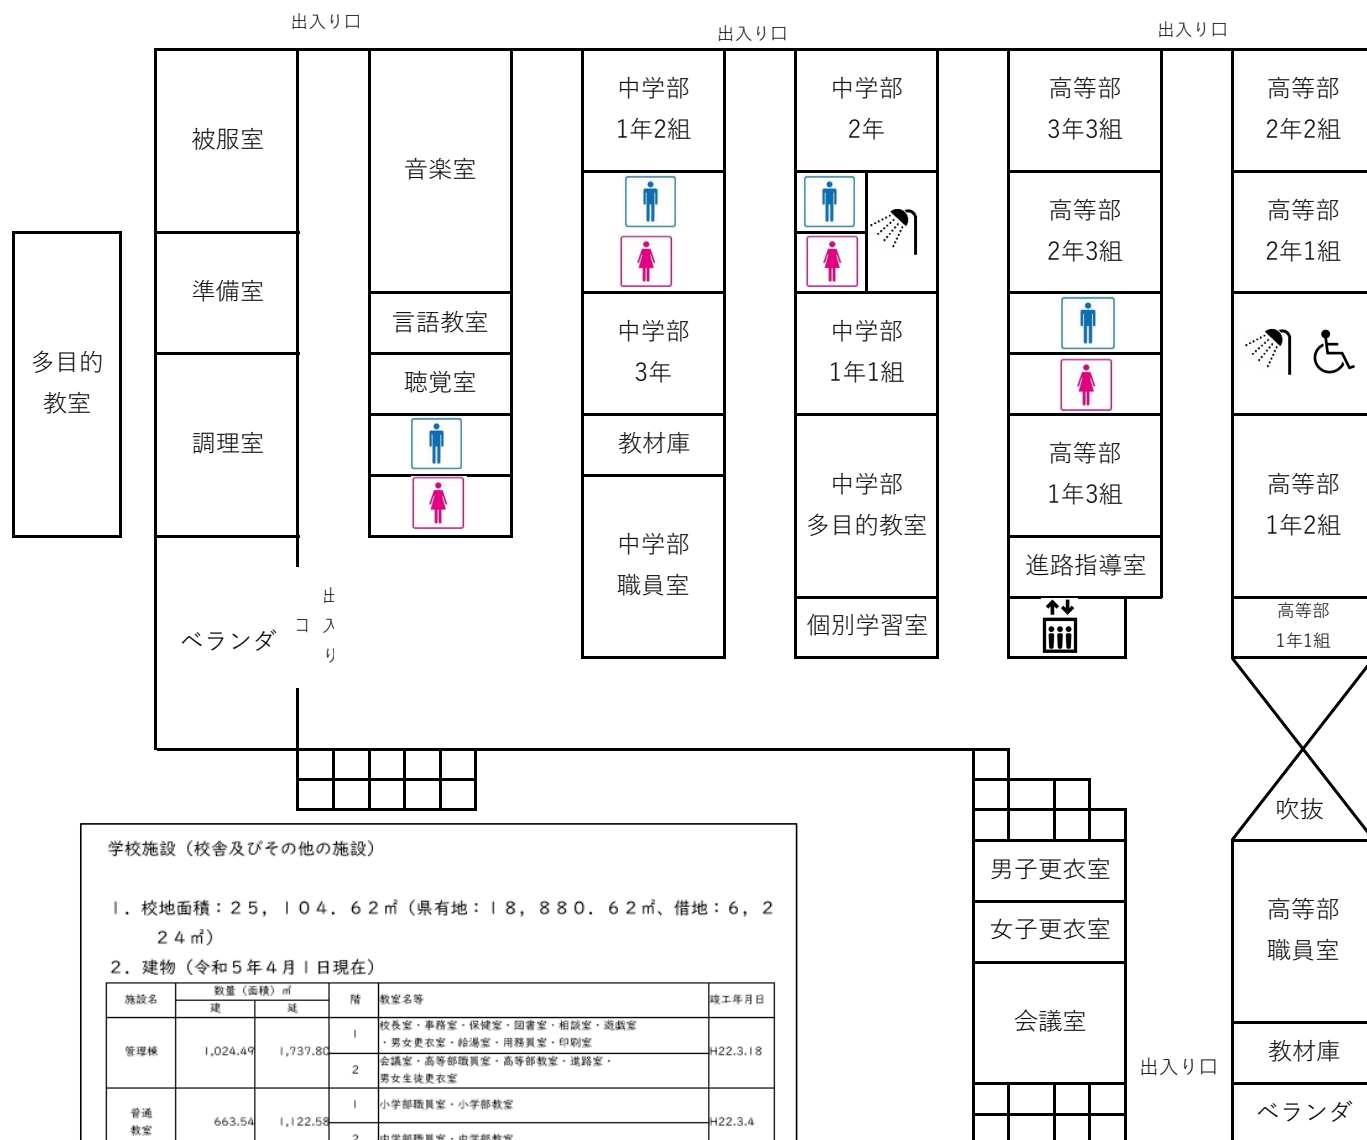 出入り口
出入り口
出入り口
被服室
準備室
調理室
ベランダ
多目的
教室
音楽室
言語教室
聴覚室
出
入
り
口
中学部
1年2組
中学部
3年
教材庫
中学部
職員室
中学部
2年
中学部
1年1組
中学部
多目的教室
個別学習室
高等部
3年3組
高等部
2年3組
高等部
1年3組
進路指導室
高等部
2年2組
高等部
2年1組
高等部
1年2組
高等部
1年1組
吹抜
男子更衣室
女子更衣室
会議室
高等部
職員室
教材庫
出入り口
ベランダ
学校施設（校舎及びその他の施設）
1．校地面積：２５，１０４．６２㎡（県有地：１８，８８０．６２㎡、借地：６，２
２４㎡）
２．建物（令和５年４月１日現在）
施設名
数量（面積）㎡
建
延
階
教室名等
竣工年月日
管理棟
1,024.49
1,737.80
1
校長室・事務室・保健室・図書室・相談室・遊戯室
・男女更衣室・給湯室・用務員室・印刷室
2
会議室・高等部職員室・高等部教室・進路室・
男女生徒更衣室
H22.3.18
普通
教室
663.54
1,122.58
1
小学部職員室・小学部教室
2
中学部職員室・中学部教室
H22.3.4